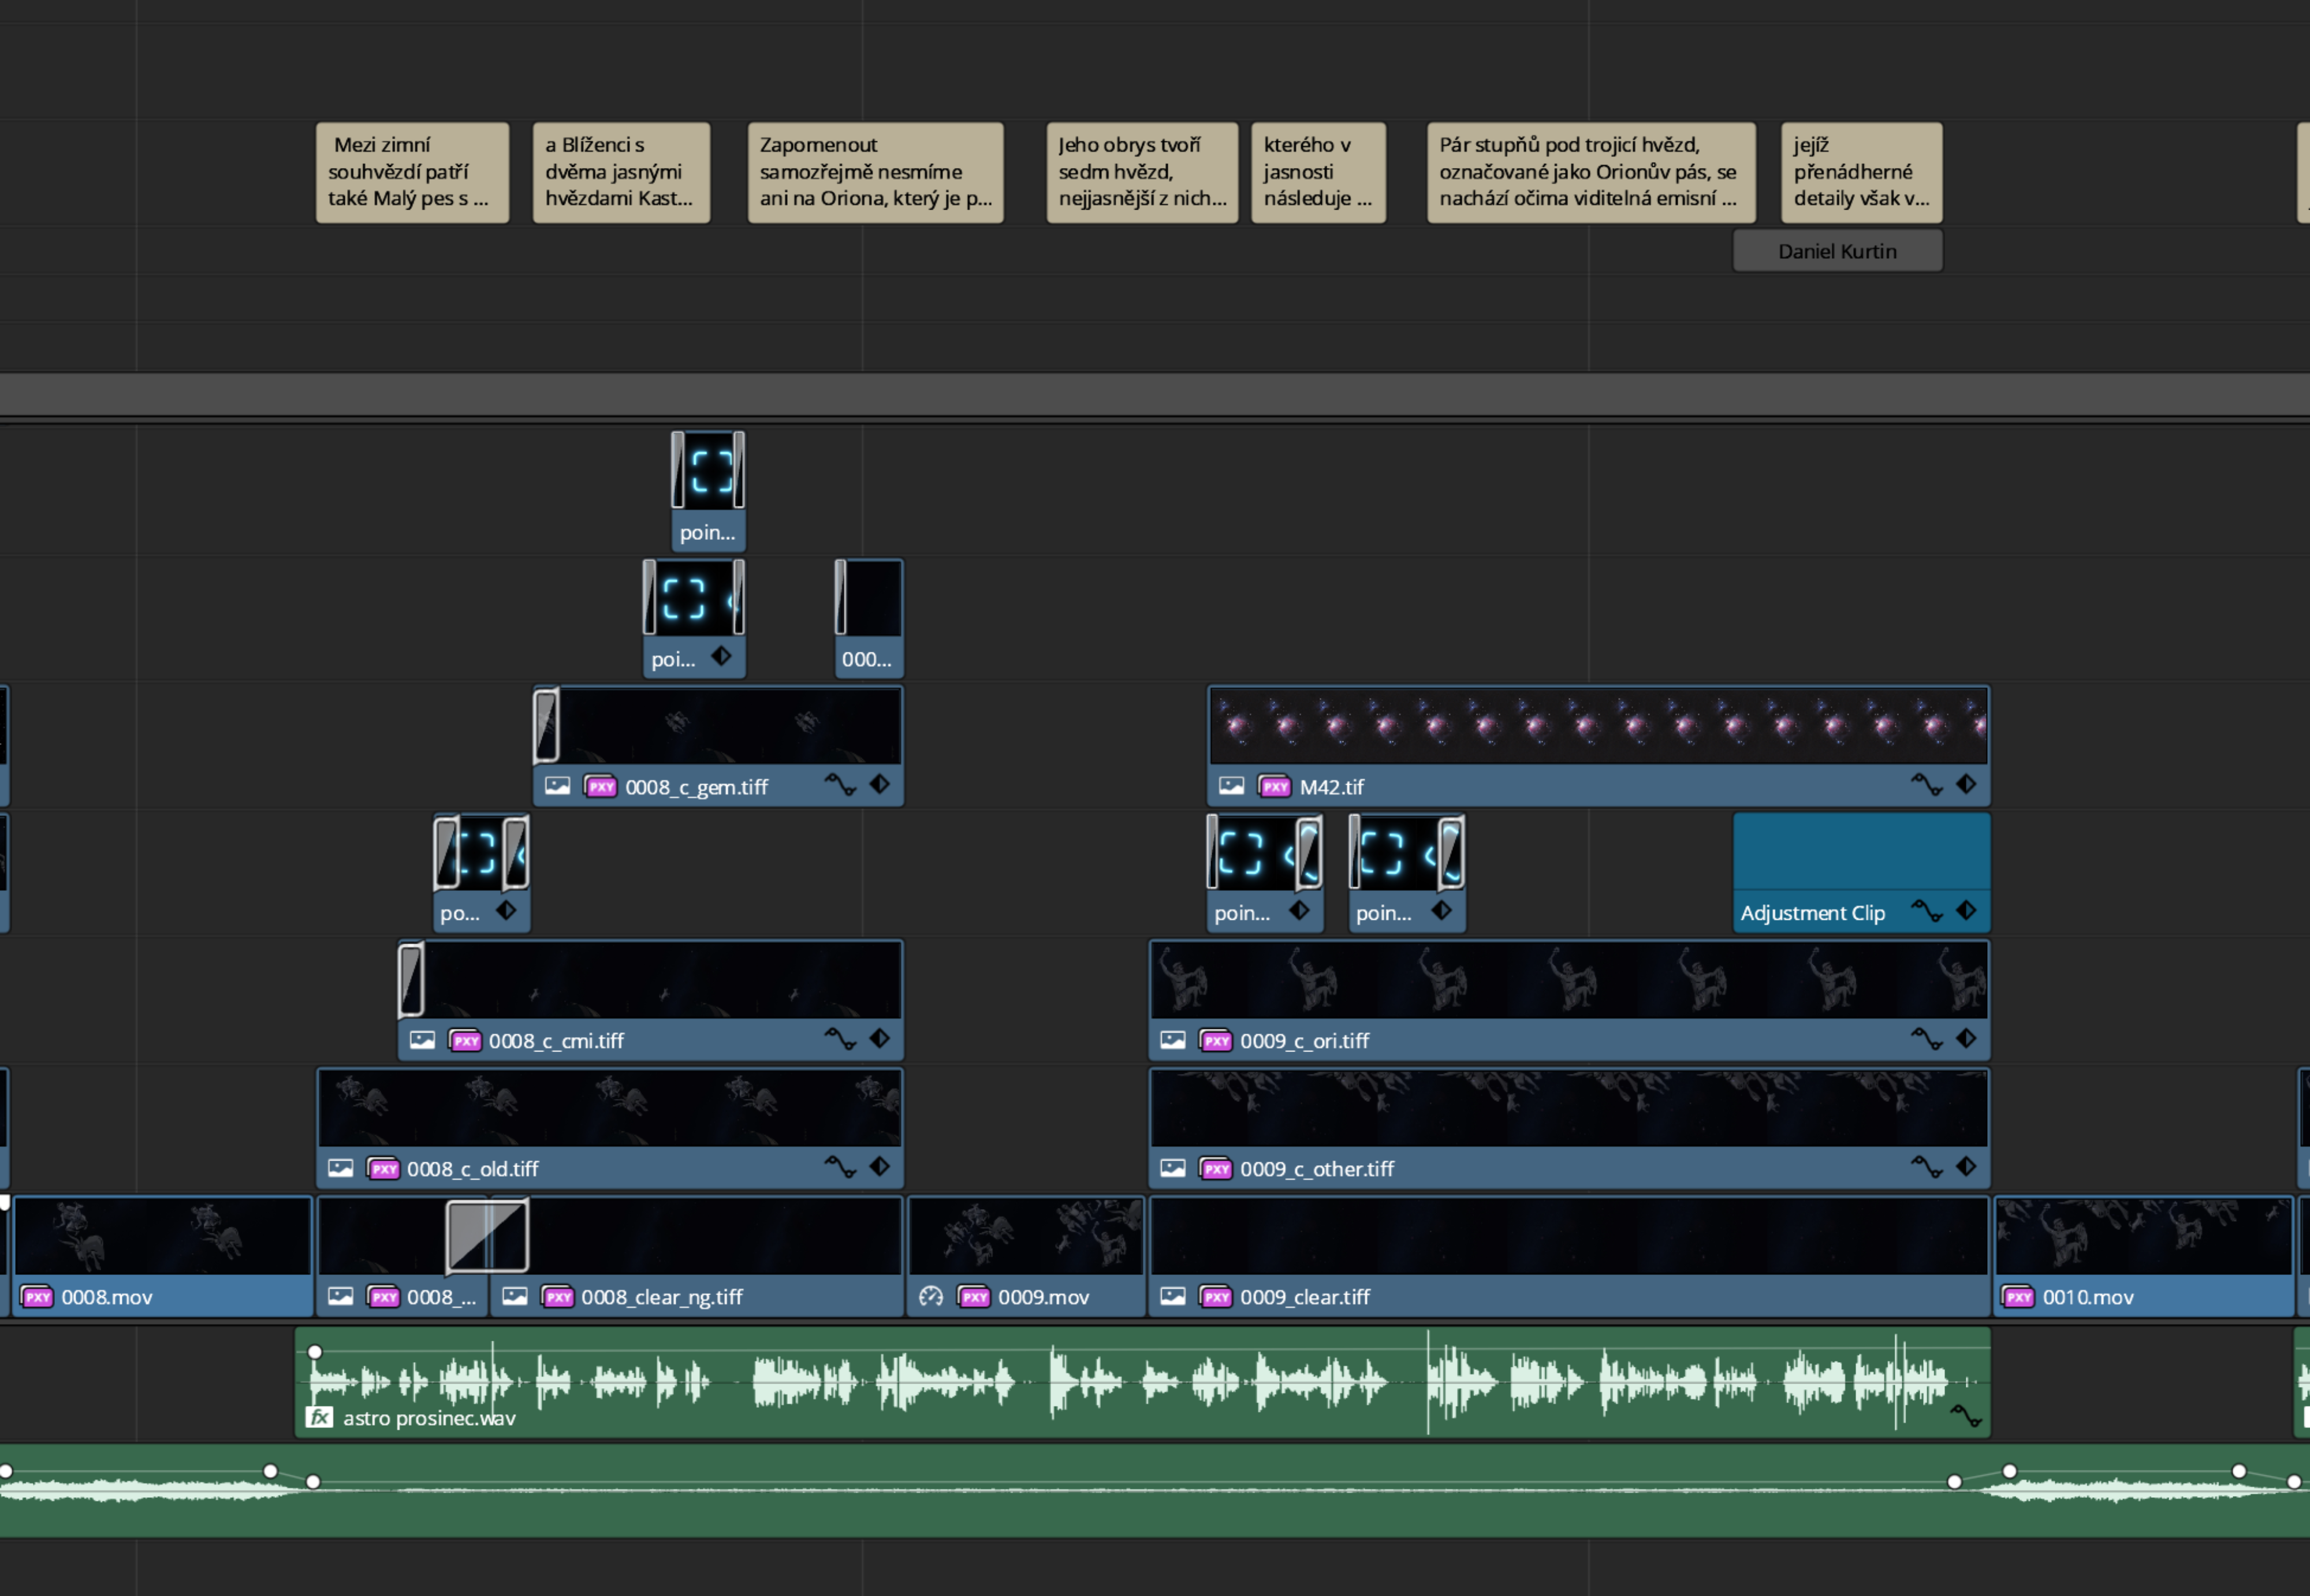 Mezi zimní
souhvězdí patří
také Malý pes s ...
a Blíženci s
dvěma jasnými
hvězdami Kast...
Zapomenout
samozřejmě nesmíme
ani na Oriona, který je p...
Jeho obrys tvoří
sedm hvězd,
nejjasnější z nich...
kterého v
jasnosti
následuje ...
Pár stupňů pod trojicí hvězd,
označované jako Orionův pás, se
nachází očima viditelná emisní ...
jejíž
přenádherné
detaily však v...
Daniel Kurtin
poin...
poi...
000...
PXY 0008_c_gem.tiff
PXY M42.tif
po...
poin...
poin...
Adjustment Clip
PXY 0008_c_cmi.tiff
PXY 0009_c_ori.tiff
PXY 0008_c_old.tiff
PXY 0009_c_other.tiff
PXY 0008.mov
PXY 0008_...
PXY 0008_clear_ng.tiff
PXY 0009.mov
PXY 0009_clear.tiff
PXY 0010.mov
fx astro prosinec.wav